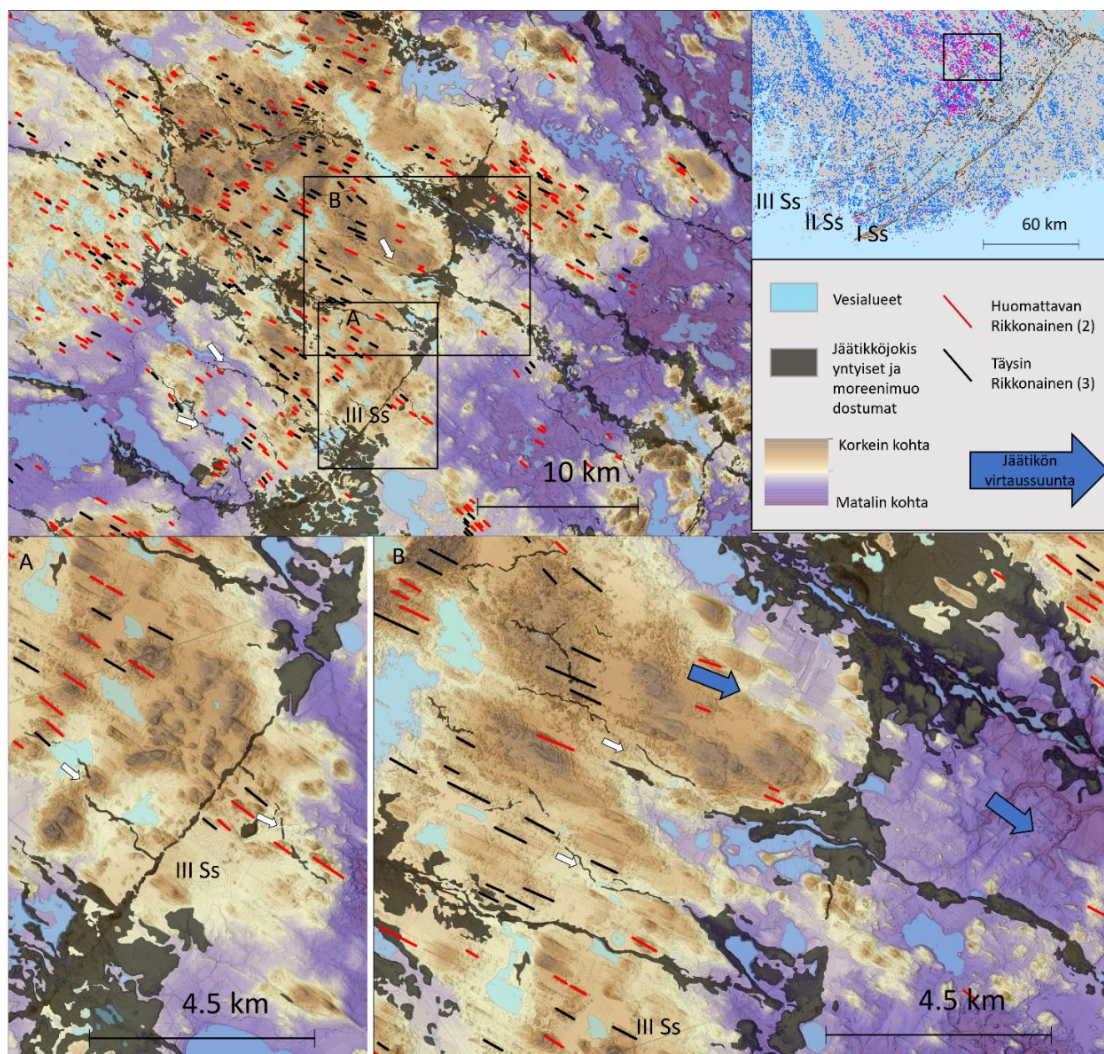 B
A
III Ss
10 km
III Ss
II Ss
I Ss
60 km
Vesialueet
Jäätikköjokis
yntyiset ja
moreenimuo
dostumat
Korkein kohta
Matalin kohta
Huomattavan
Rikkonainen (2)
Täysin
Rikkonainen (3)
Jäätikön
virtaussuunta
A
III Ss
4.5 km
B
III Ss
4.5 km